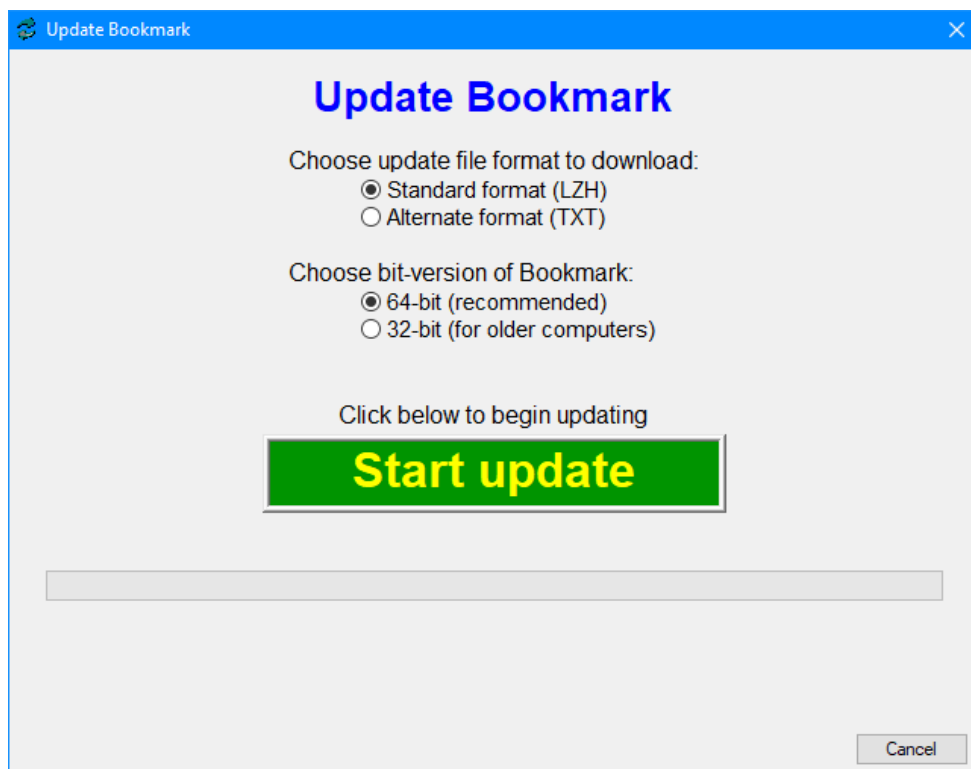 Update Bookmark
Update Bookmark
Choose update file format to download:
Standard format (LZH)
Alternate format (TXT)
Choose bit-version of Bookmark:
64-bit (recommended)
32-bit (for older computers)
Click below to begin updating
Start update
Cancel